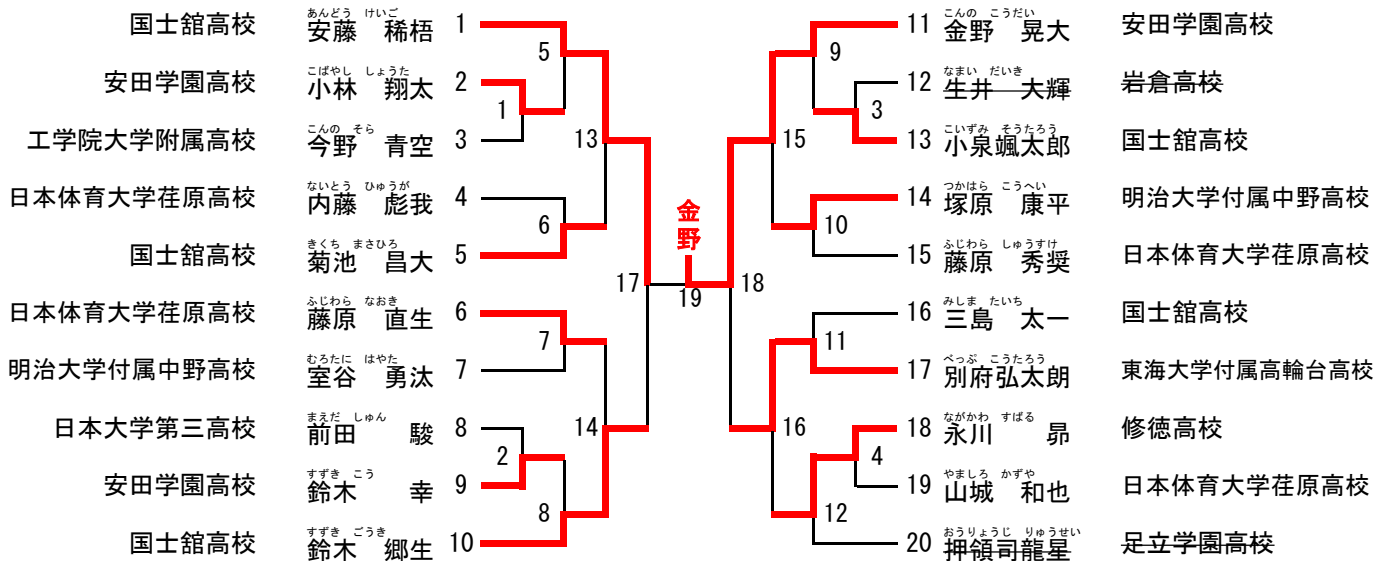 国士舘高校 安藤 稀梧 あんどう けいご 1
安田学園高校 小林 翔太 こばやし しょうた 2
工学院大学附属高校 今野 青空 こんの そら 3
日本体育大学荏原高校 内藤 彪我 ないとう ひゅうが 4
国士舘高校 菊池 昌大 きくち まさひろ 5
日本体育大学荏原高校 藤原 直生 ふじわら なおき 6
明治大学付属中野高校 室谷 勇汰 むろたに はやた 7
日本大学第三高校 前田 駿 まえだ しゅん 8
安田学園高校 鈴木 幸 すずき こう 9
国士舘高校 鈴木 郷生 すずき ごうき 10
5
1
13
6
17
7
14
2
8
金野
19
9
3
15
10
18
11
16
4
12
11 金野 晃大 こんの こうだい 安田学園高校
12 生井 大輝 なまい だいき 岩倉高校
13 小泉颯太郎 こいずみ そうたろう 国士舘高校
14 塚原 康平 つかはら こうへい 明治大学付属中野高校
15 藤原 秀奨 ふじわら しゅうすけ 日本体育大学荏原高校
16 三島 太一 みしま たいち 国士舘高校
17 別府弘太朗 べっぷ こうたろう 東海大学付属高輪台高校
18 永川 昴 ながかわ すばる 修徳高校
19 山城 和也 やましろ かずや 日本体育大学荏原高校
20 押領司龍星 おうりょうじ りゅうせい 足立学園高校